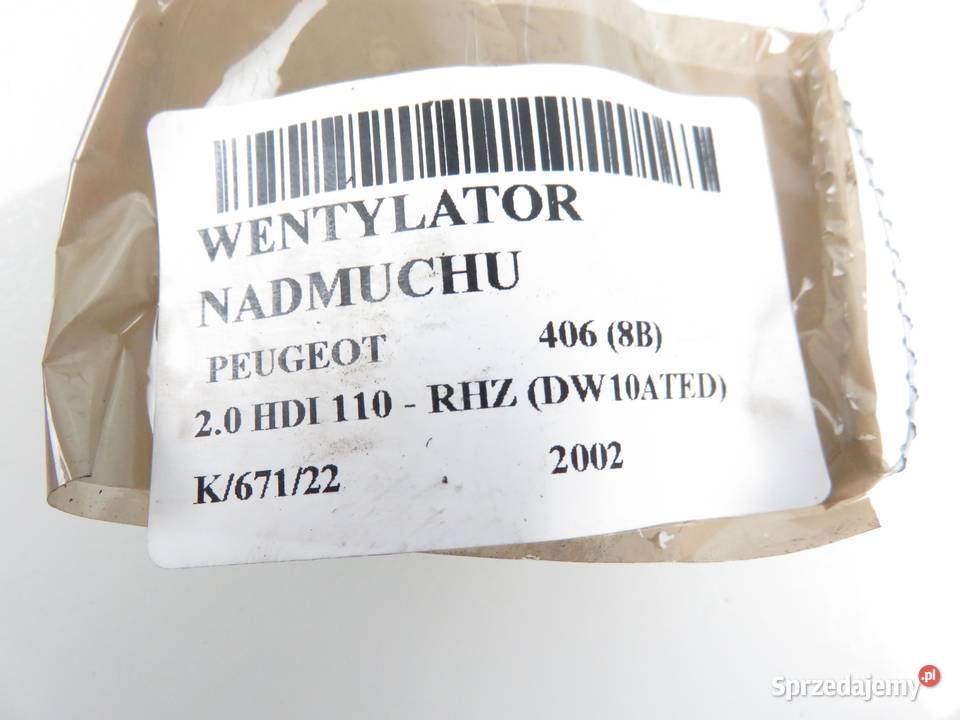 WENTYLATOR
NADMUCHU
PEUGEOT 406 (8B)
2.0 HDI 110 - RHZ (DW10ATED)
K/671/22 2002
Sprzedajemy.pl